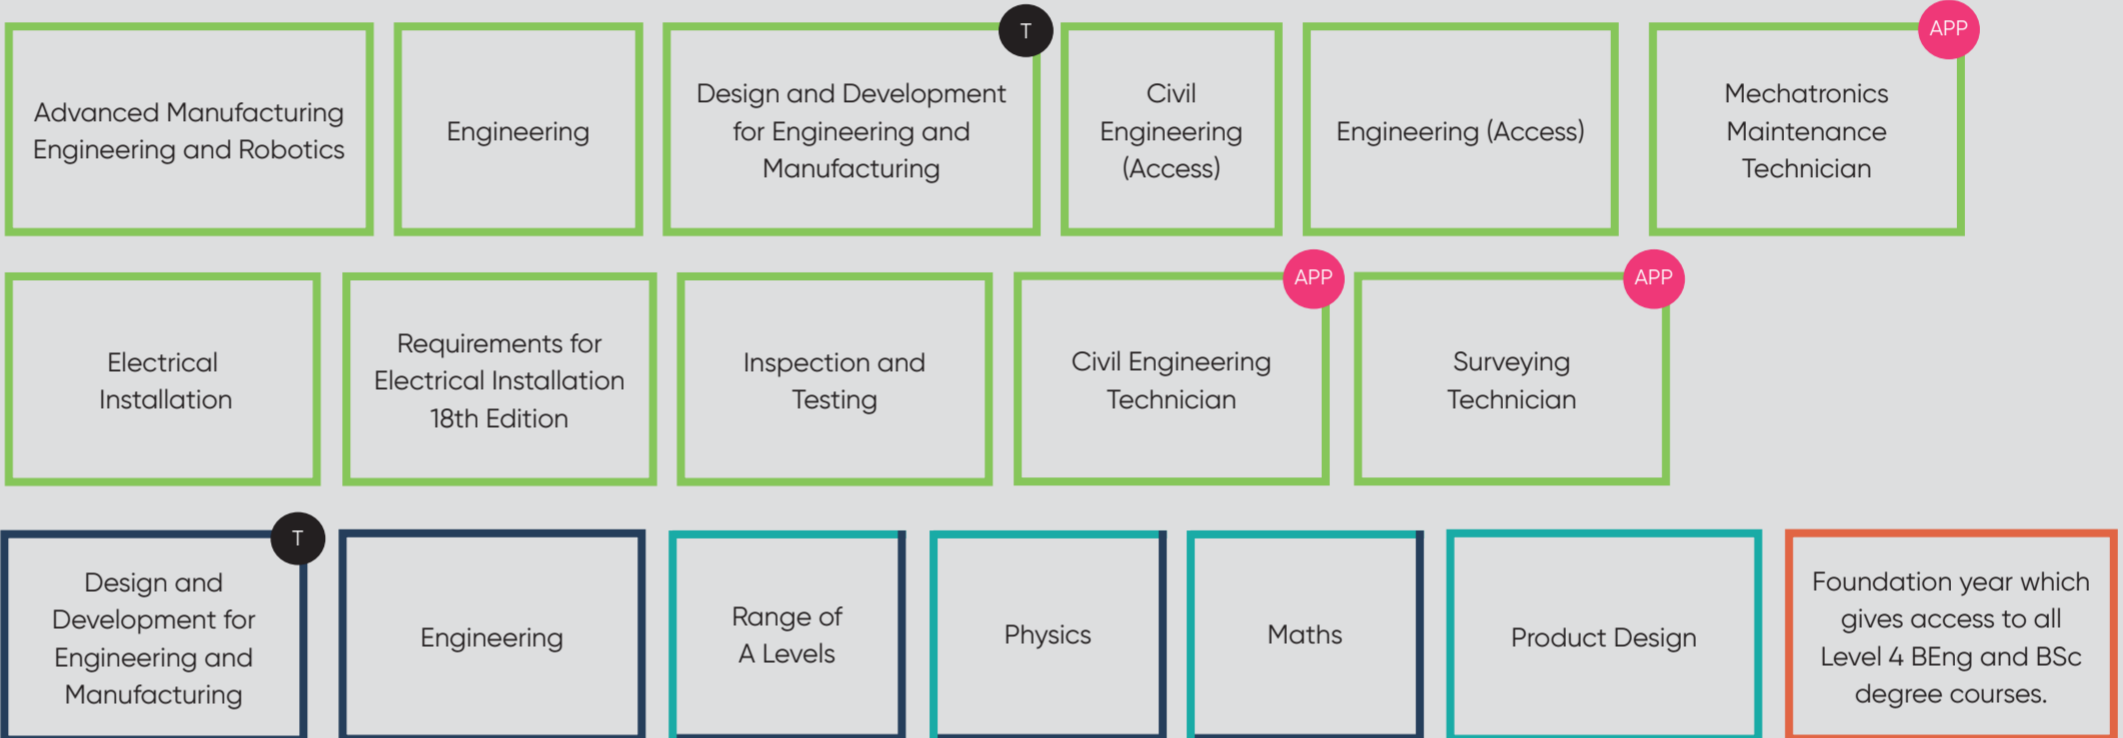 T
APP
Advanced Manufacturing
Engineering and Robotics
Engineering
Design and Development
for Engineering and
Manufacturing
Civil
Engineering
(Access)
Engineering (Access)
Mechatronics
Maintenance
Technician
APP
APP
Electrical
Installation
Requirements for
Electrical Installation
18th Edition
Inspection and
Testing
Civil Engineering
Technician
Surveying
Technician
T
Design and
Development for
Engineering and
Manufacturing
Engineering
Range of
A Levels
Physics
Maths
Product Design
Foundation year which
gives access to all
Level 4 BEng and BSc
degree courses.